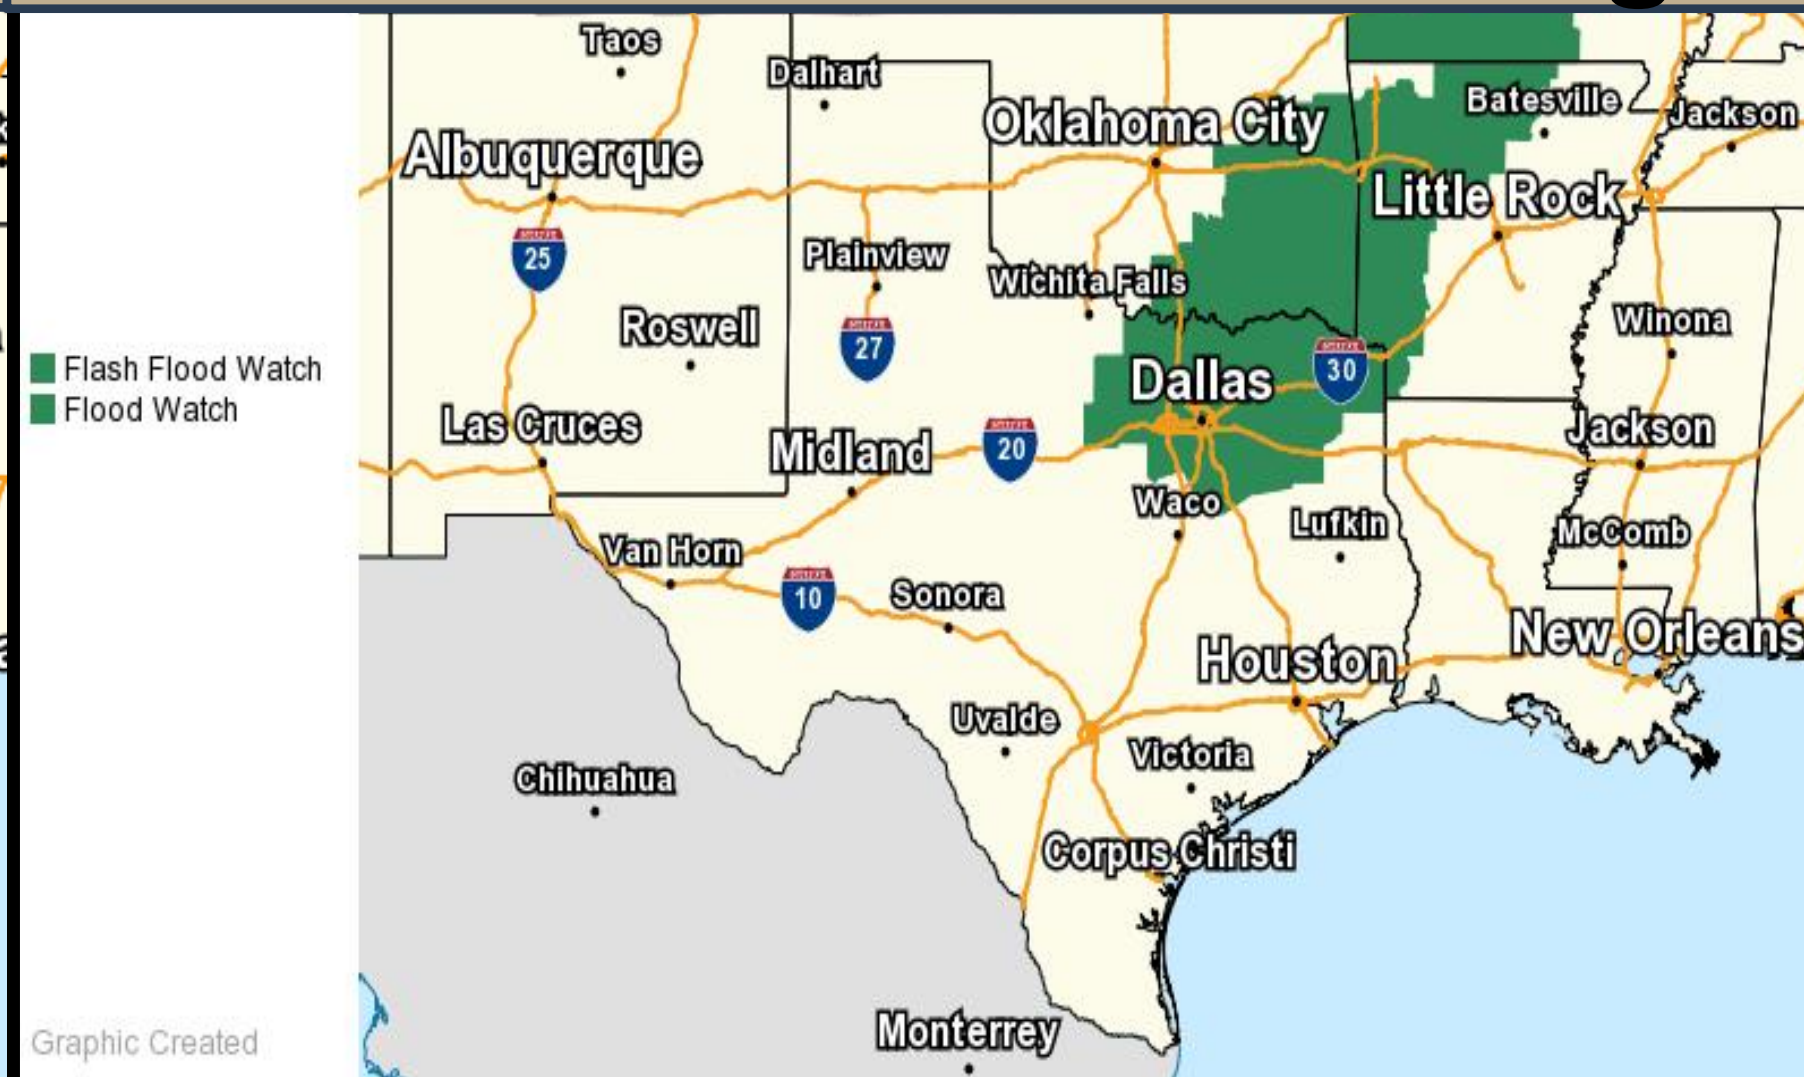 Taos
Dalhart
Oklahoma City
Batesville
Jackson
Albuquerque
Little Rock
25
Plainview
Wichita Falls
Roswell
27
Winona
Flash Flood Watch
Flood Watch
Dallas
30
Las Cruces
Midland
20
Jackson
Waco
Lufkin
McComb
Van Horn
10
Sonora
New Orleans
Houston
Uvalde
Victoria
Chihuahua
Corpus Christi
Graphic Created
Monterrey